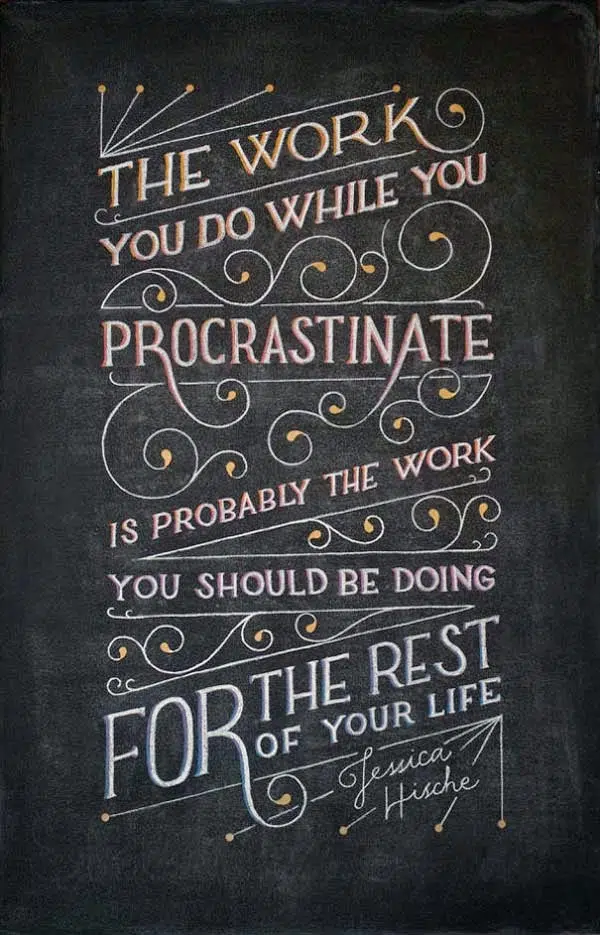 THE WORK
YOU DO WHILE YOU
PROCRASTINATE
IS PROBABLY THE WORK
YOU SHOULD BE DOING
FOR THE REST
OF YOUR LIFE
Jessica
Hische